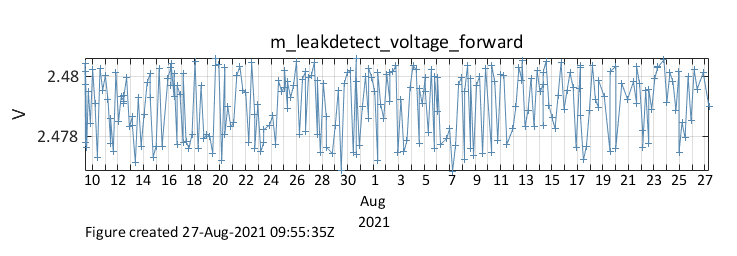 m_leakdetect_voltage_forward
2.48
2.478
V
10 12 14 16 18 20 22 24 26 28 30 1 3 5 7 9 11 13 15 17 19 21 23 25 27
Aug
2021
Figure created 27-Aug-2021 09:55:35Z